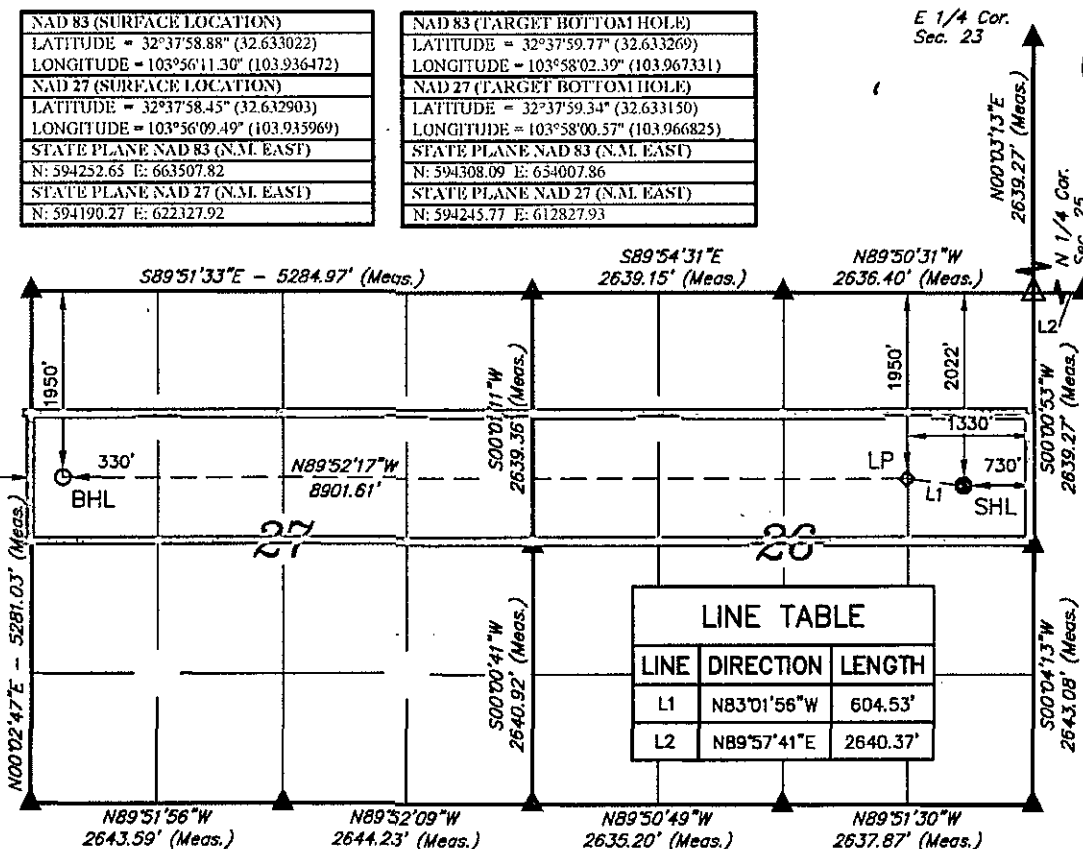 NAD 83 (SURFACE LOCATION)
LATITUDE = 32°37'58.88" (32.633022)
LONGITUDE = 103°56'11.30" (103.936472)
NAD 27 (SURFACE LOCATION)
LATITUDE = 32°37'58.45" (32.632903)
LONGITUDE = 103°56'09.49" (103.935969)
STATE PLANE NAD 83 (N.M. EAST)
N: 594252.65 E: 663507.82
STATE PLANE NAD 27 (N.M. EAST)
N: 594190.27 E: 622327.92
NAD 83 (TARGET BOTTOM HOLE)
LATITUDE = 32°37'59.77" (32.633269)
LONGITUDE = 103°58'02.39" (103.967331)
NAD 27 (TARGET BOTTOM HOLE)
LATITUDE = 32°37'59.34" (32.633150)
LONGITUDE = 103°58'00.57" (103.966825)
STATE PLANE NAD 83 (N.M. EAST)
N: 594308.09 E: 654007.86
STATE PLANE NAD 27 (N.M. EAST)
N: 594245.77 E: 612827.93
E 1/4 Cor.
Sec. 23
N00°03'13"E
2639.27' (Meas.)
N 1/4 Cor.
Sec. 25
S89°51'33"E - 5284.97' (Meas.)
S89°54'31"E
2639.15' (Meas.)
N89°50'31"W
2636.40' (Meas.)
L2
1950'
S00°01'11"W
2639.36' (Meas.)
1950'
2022'
S00°00'53"W
2639.27' (Meas.)
1330'
330'
BHL
N89°52'17"W
8901.61'
LP
L1
730'
SHL
27
26
N00°02'47"E - 5281.03' (Meas.)
S00°00'41"W
2640.92' (Meas.)
S00°04'13"W
2643.08' (Meas.)
LINE TABLE
LINE DIRECTION LENGTH
L1 N83°01'56"W 604.53'
L2 N89°57'41"E 2640.37'
N89°51'56"W
2643.59' (Meas.)
N89°52'09"W
2644.23' (Meas.)
N89°50'49"W
2635.20' (Meas.)
N89°51'30"W
2637.87' (Meas.)